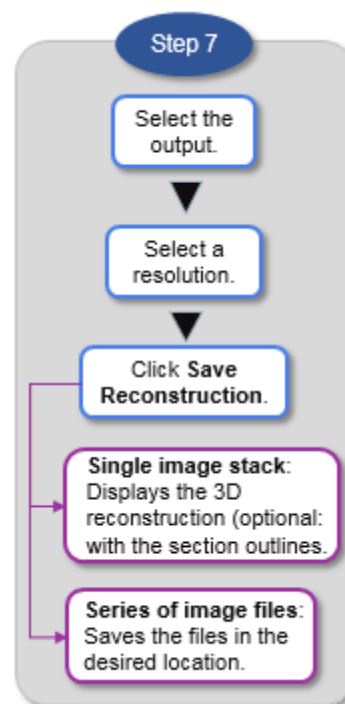 Step 7
Select the
output.
Select a
resolution.
Click Save
Reconstruction.
Single image stack:
Displays the 3D
reconstruction (optional:
with the section outlines.
Series of image files:
Saves the files in the
desired location.